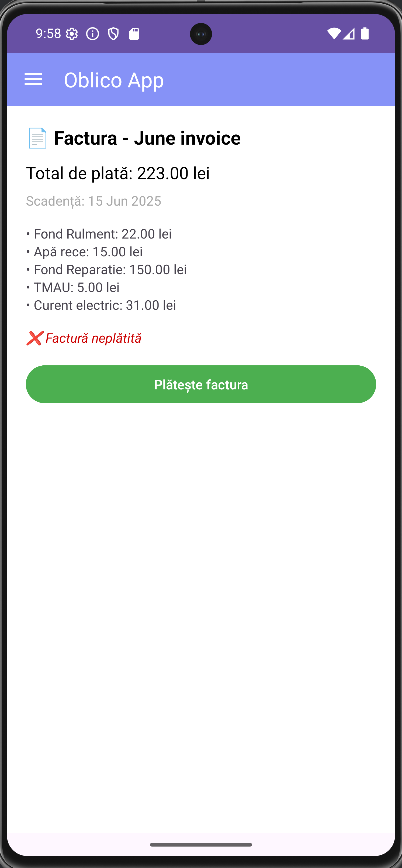 9:58
Oblico App
Factura - June invoice
Total de plată: 223.00 lei
Scadență: 15 Jun 2025
• Fond Rulment: 22.00 lei
• Apă rece: 15.00 lei
• Fond Reparatie: 150.00 lei
• TMAU: 5.00 lei
• Curent electric: 31.00 lei
❌ Factură neplătită
Plătește factura